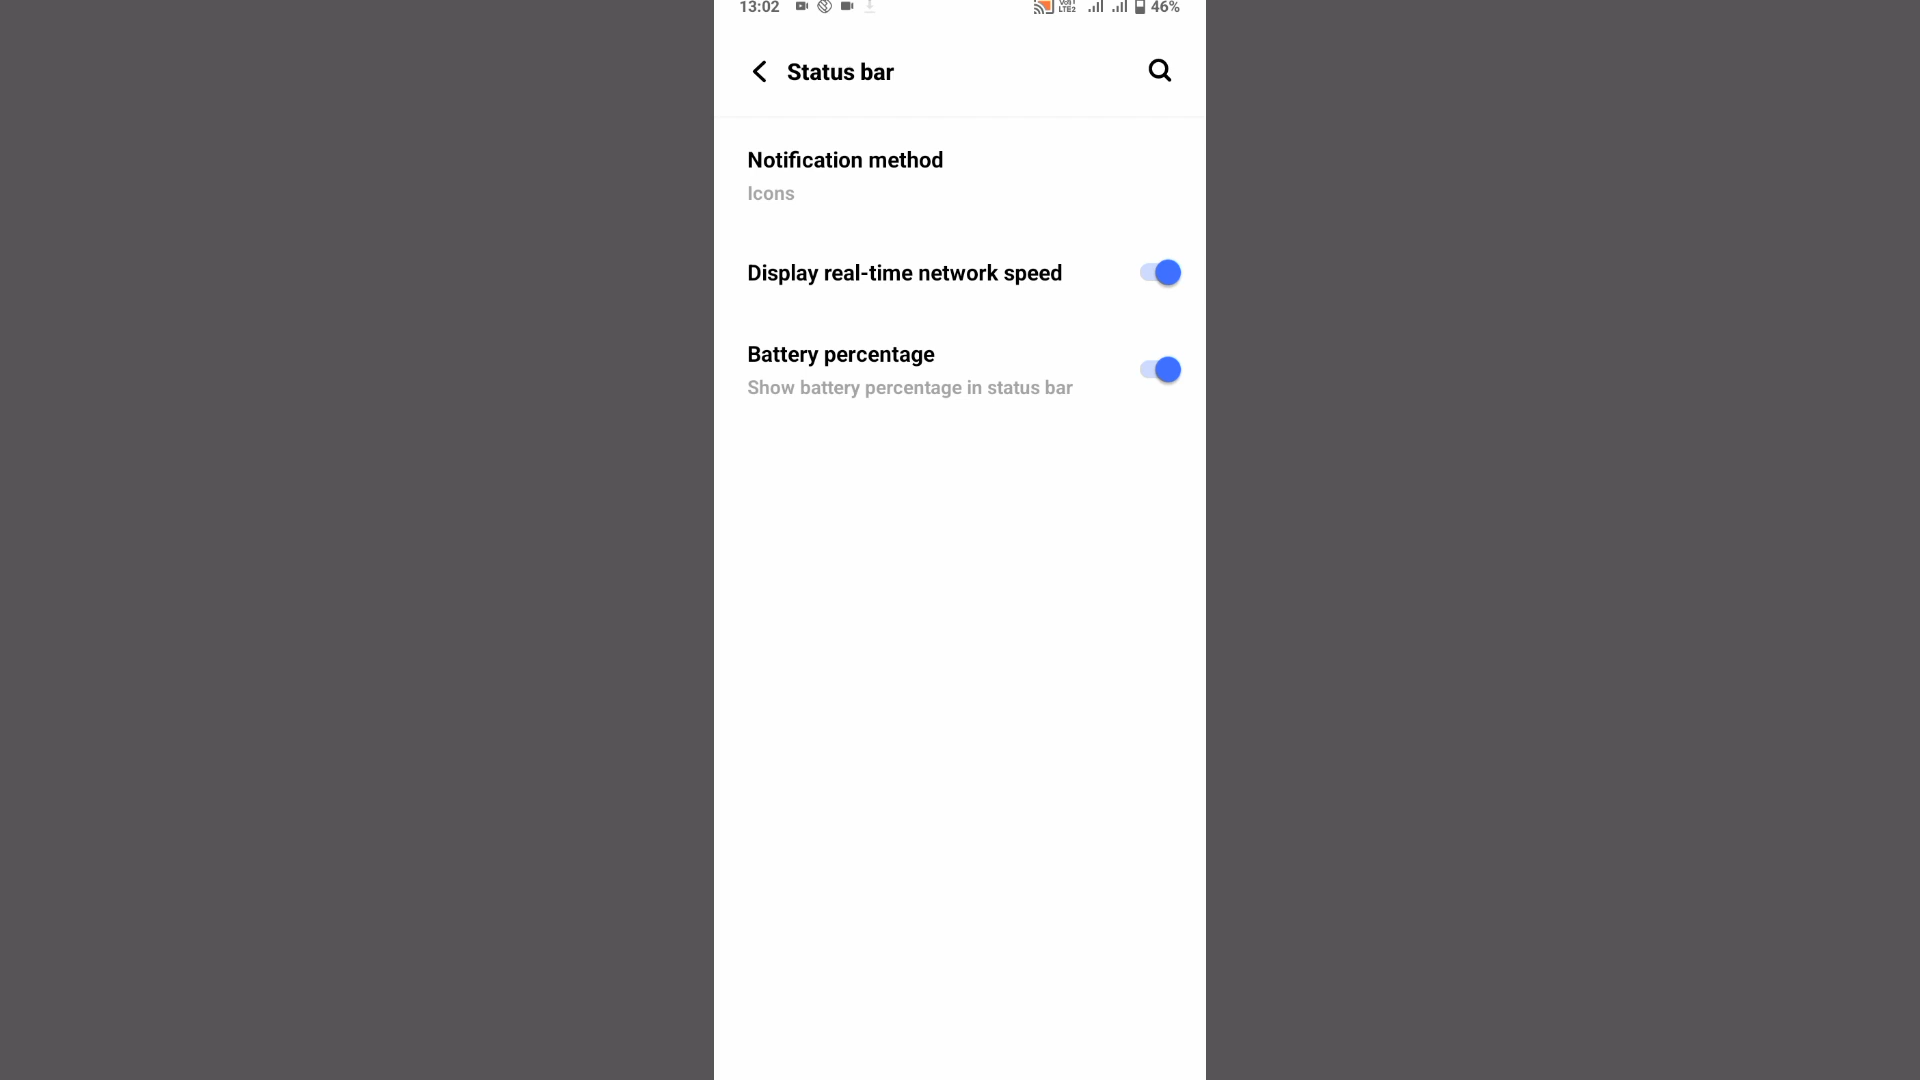 13:02 46%
Status bar
Notification method
Icons
Display real-time network speed
Battery percentage
Show battery percentage in status bar